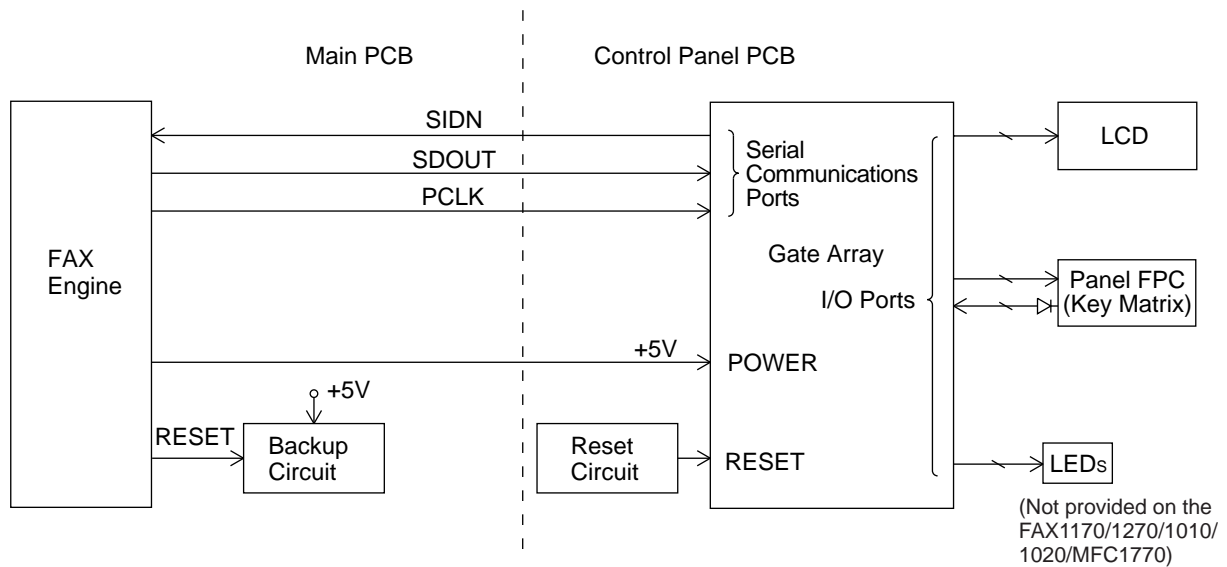 Main PCB
Control Panel PCB
SIDN
SDOUT
PCLK
Serial
Communications
Ports
LCD
FAX
Engine
Gate Array
I/O Ports
Panel FPC
(Key Matrix)
+5V
POWER
+5V
RESET
Backup
Circuit
Reset
Circuit
RESET
LEDs
(Not provided on the
FAX1170/1270/1010/
1020/MFC1770)